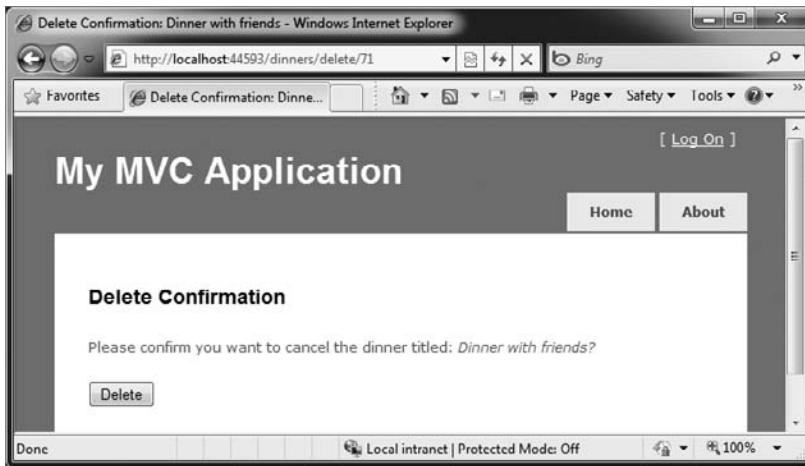 Delete Confirmation: Dinner with friends - Windows Internet Explorer
http://localhost:44593/dinners/delete/71
Bing
Favorites
Delete Confirmation: Dinne...
Page
Safety
Tools
»
[ Log On ]
My MVC Application
Home
About
Delete Confirmation
Please confirm you want to cancel the dinner titled: Dinner with friends?
Delete
Done
Local intranet | Protected Mode: Off
100%